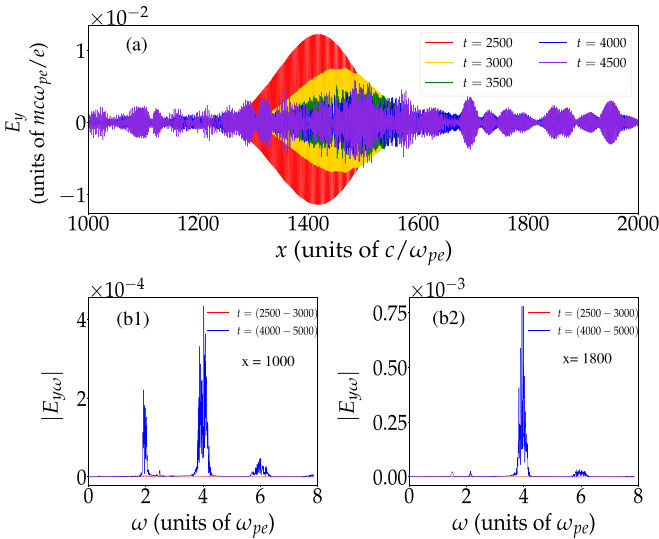 ×10⁻²
(a)
t = 2500
t = 3000
t = 3500
t = 4000
t = 4500
1
0
−1
E_y
(units of mcω_pe/e)
1000 1200 1400 1600 1800 2000
x (units of c/ω_pe)
×10⁻⁴
(b1)
t = (2500 − 3000)
t = (4000 − 5000)
x = 1000
4
2
0
|E_yω|
0 2 4 6 8
ω (units of ω_pe)
×10⁻³
(b2)
t = (2500 − 3000)
t = (4000 − 5000)
x= 1800
0.75
0.50
0.25
0.00
|E_yω|
0 2 4 6 8
ω (units of ω_pe)